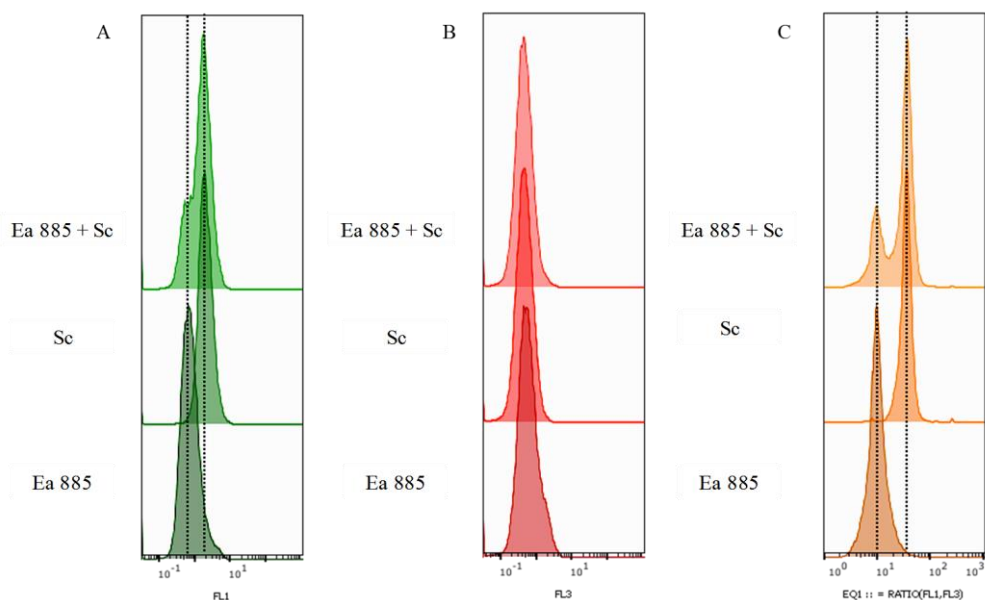 A
B
C
Ea 885 + Sc
Ea 885 + Sc
Ea 885 + Sc
Sc
Sc
Sc
Ea 885
Ea 885
Ea 885
10^-1 10^1
10^-1 10^1
10^0 10^1 10^2 10^3
FL1
FL3
EQ1 :: = RATIO(FL1,FL3)